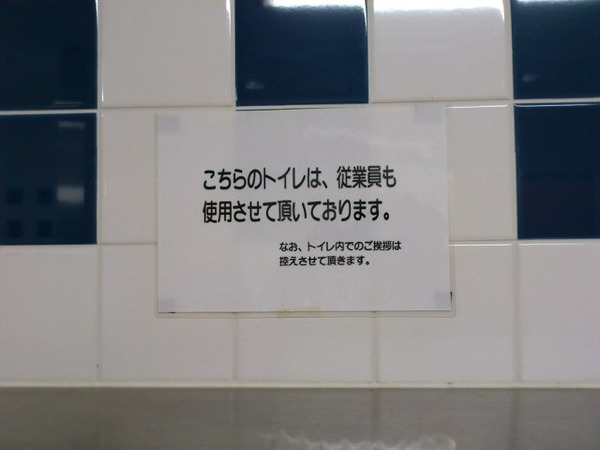 こちらのトイレは、従業員も
使用させて頂いております。
なお、トイレ内でのご挨拶は
控えさせて頂きます。